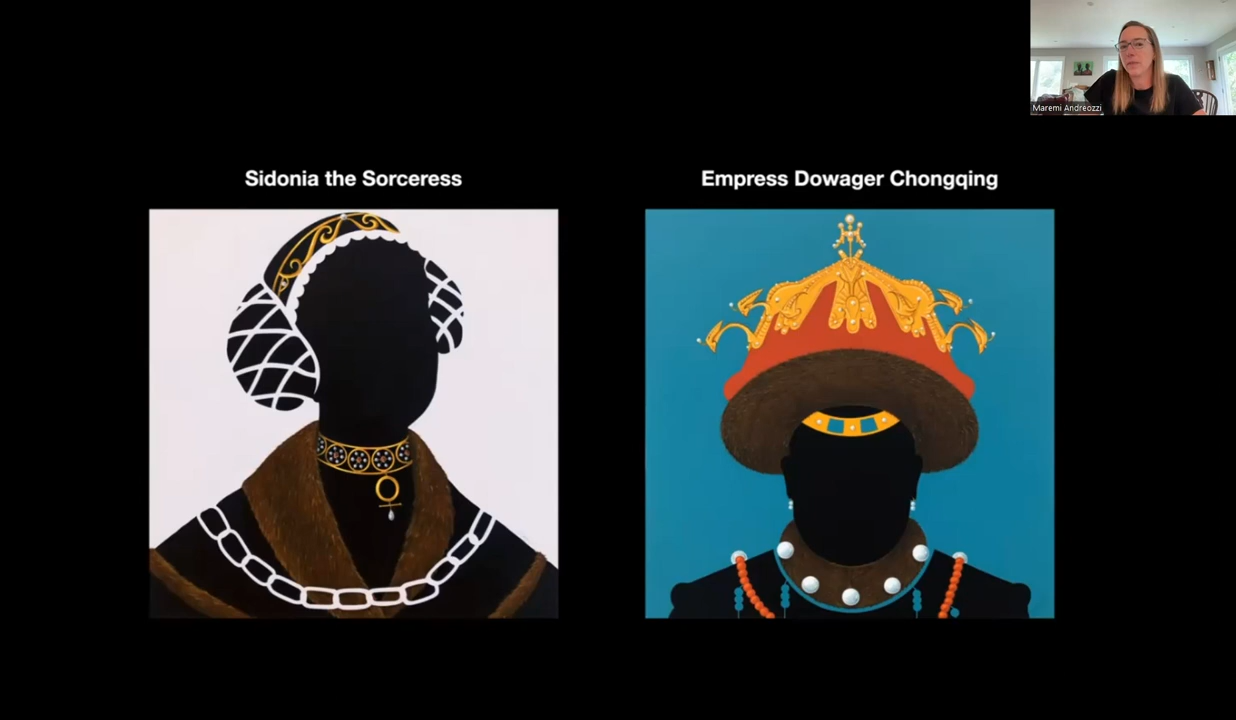 Maremi Andreozzi
Sidonia the Sorceress
Empress Dowager Chongqing